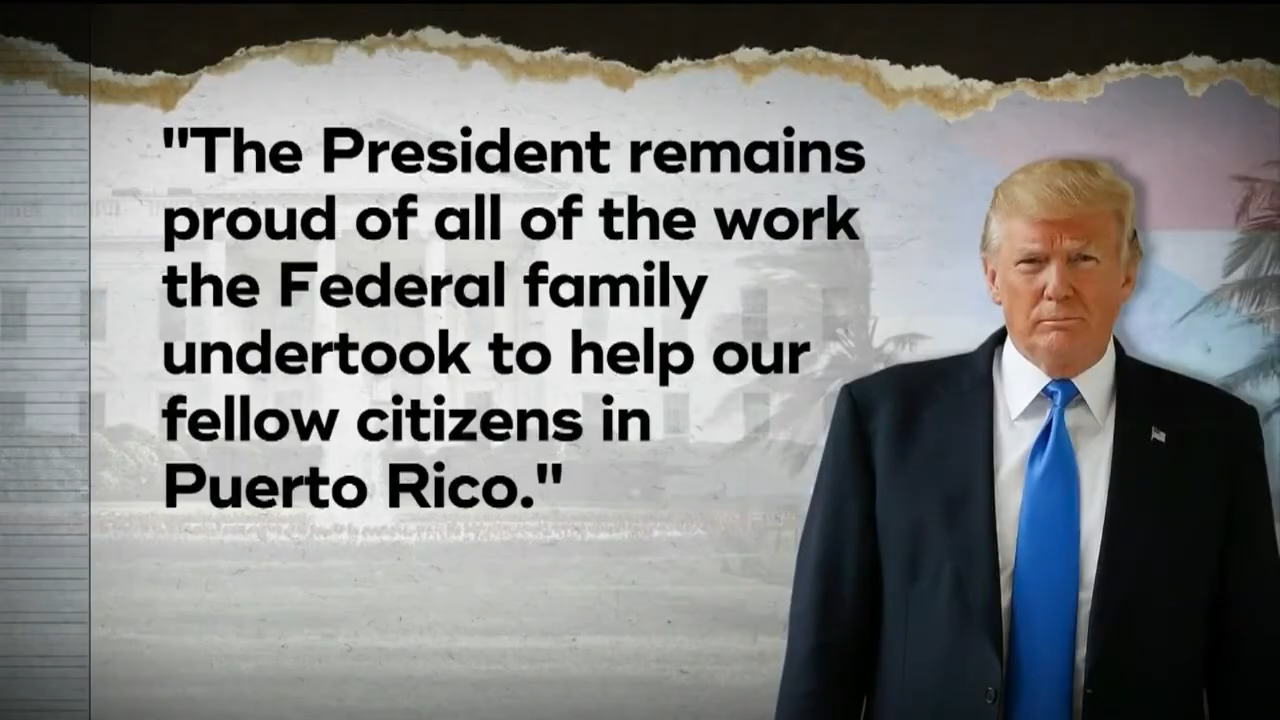 "The President remains
proud of all of the work
the Federal family
undertook to help our
fellow citizens in
Puerto Rico."